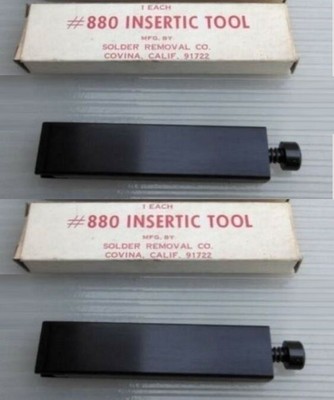 1 EACH
#880 INSERTIC TOOL
MFG. BY
SOLDER REMOVAL CO.
COVINA, CALIF. 91722
1 EACH
#880 INSERTIC TOOL
MFG. BY
SOLDER REMOVAL CO.
COVINA, CALIF. 91722